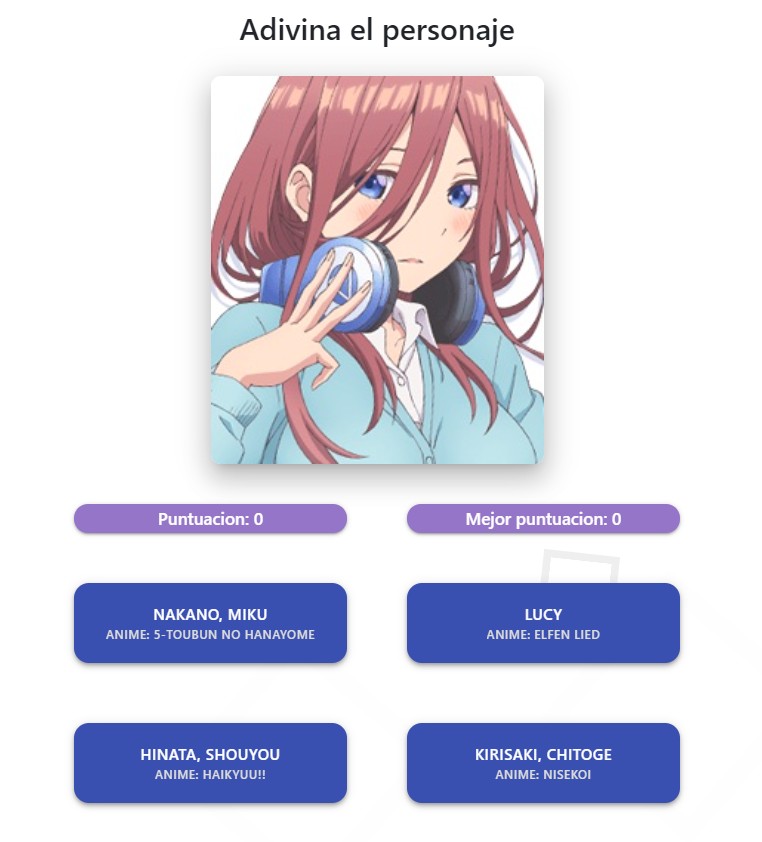 Adivina el personaje
Puntuacion: 0
Mejor puntuacion: 0
NAKANO, MIKU
ANIME: 5-TOUBUN NO HANAYOME
LUCY
ANIME: ELFEN LIED
HINATA, SHOUYOU
ANIME: HAIKYUU!!
KIRISAKI, CHITOGE
ANIME: NISEKOI